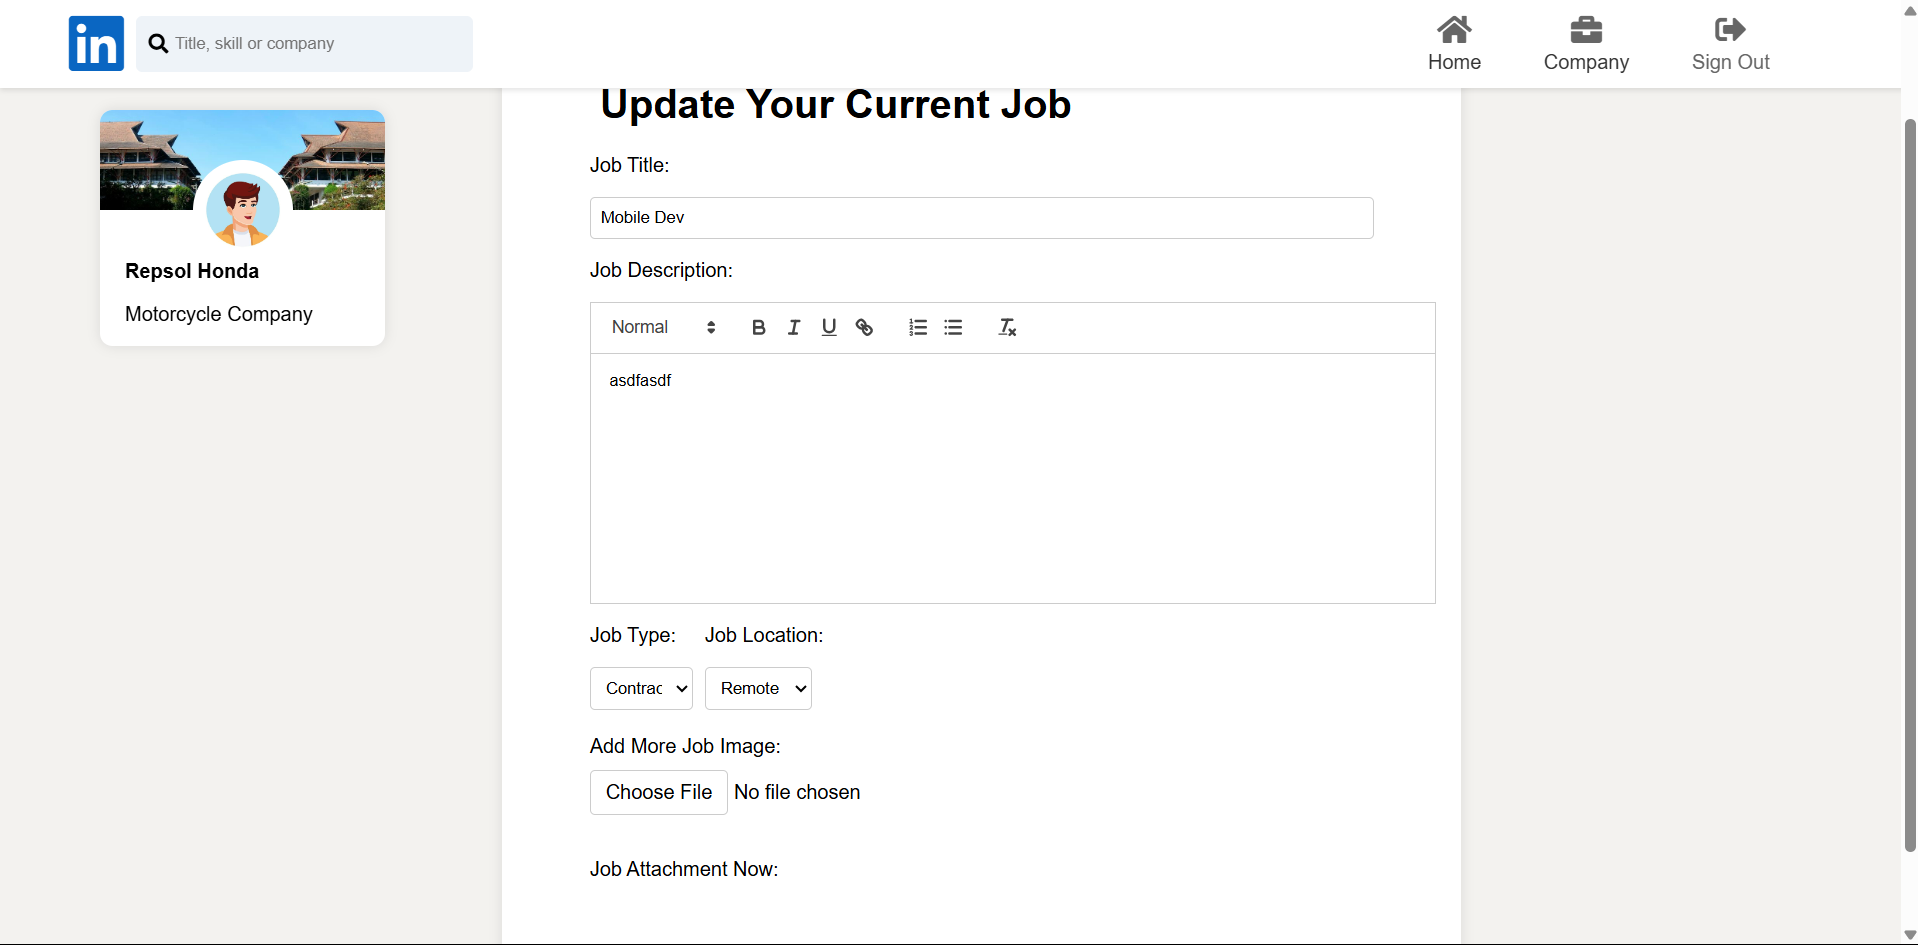 in
Title, skill or company
Home
Company
Sign Out
Repsol Honda
Motorcycle Company
Update Your Current Job
Job Title:
Mobile Dev
Job Description:
Normal
asdfasdf
Job Type: Job Location:
Contrac Remote
Add More Job Image:
Choose File No file chosen
Job Attachment Now: